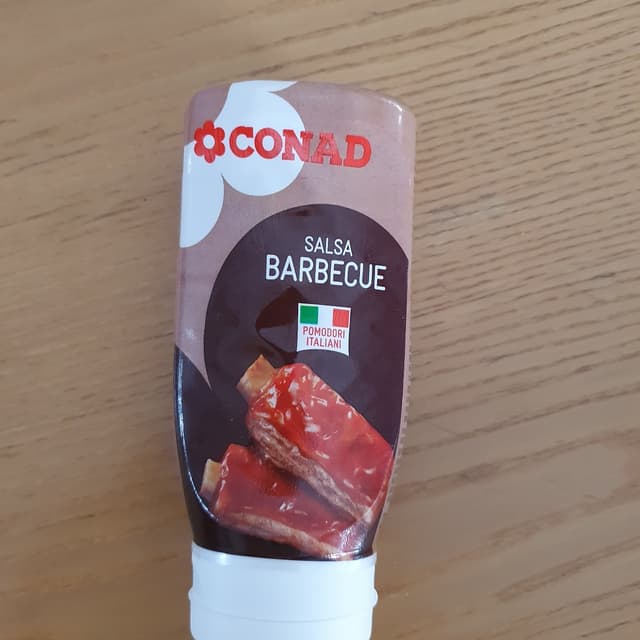 CONAD
SALSA
BARBECUE
POMODORI
ITALIANI